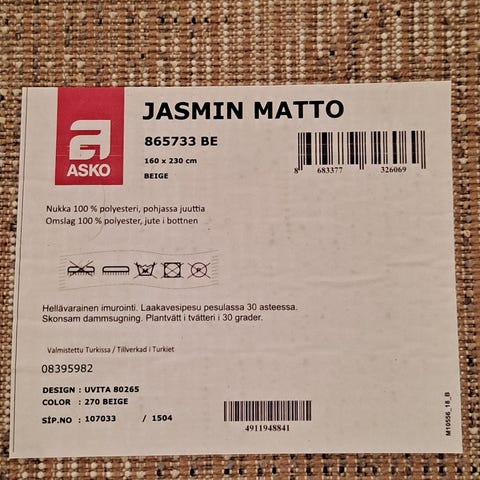 JASMIN MATTO
a
ASKO
865733 BE
160 x 230 cm
BEIGE
8 683377 326069
Nukka 100 % polyesteri, pohjassa juuttia
Omslag 100 % polyester, jute i bottnen
Hellävarainen imurointi. Laakavesipesu pesulassa 30 asteessa.
Skonsam dammsugning. Plantvätt i tvätteri i 30 grader.
Valmistettu Turkissa / Tillverkad i Turkiet
08395982
DESIGN : UVITA 80265
COLOR : 270 BEIGE
SİP.NO : 107033 / 1504
4911948841
M10556_18_B